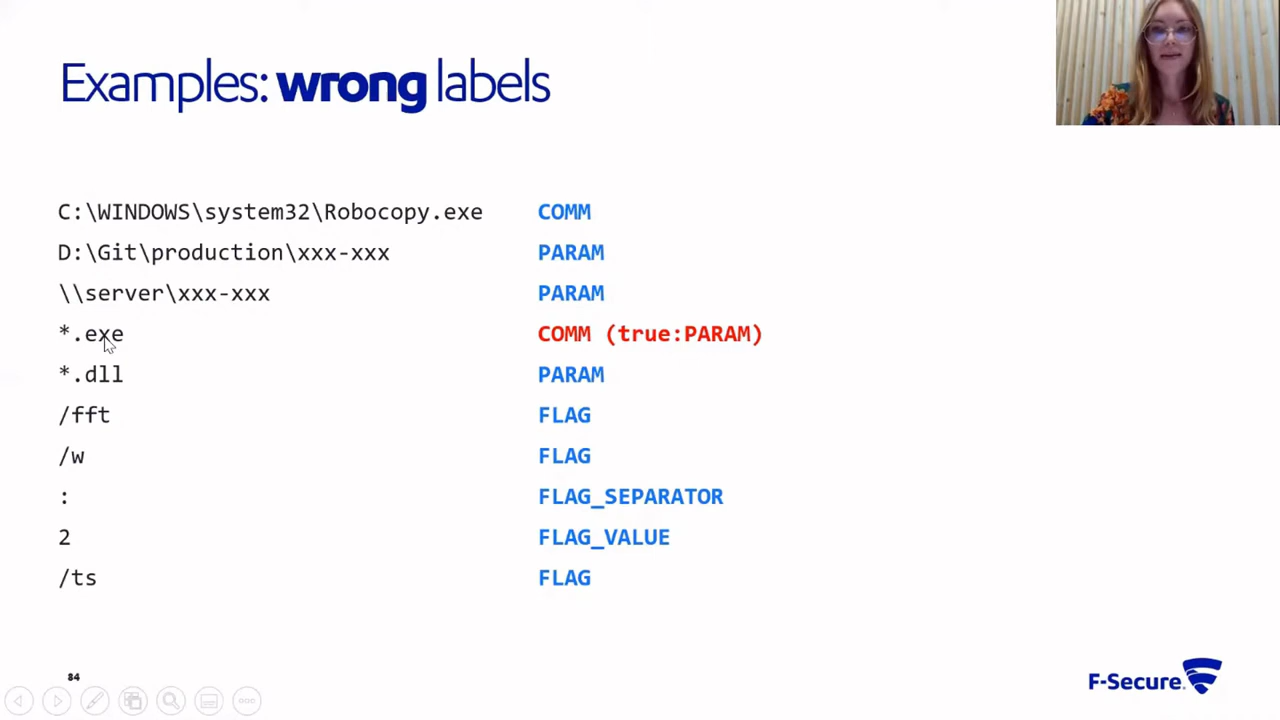 Examples: wrong labels
C:\WINDOWS\system32\Robocopy.exe COMM
D:\Git\production\xxx-xxx PARAM
\\server\xxx-xxx PARAM
*.exe COMM (true:PARAM)
*.dll PARAM
/fft FLAG
/w FLAG
: FLAG_SEPARATOR
2 FLAG_VALUE
/ts FLAG
84
F-Secure.